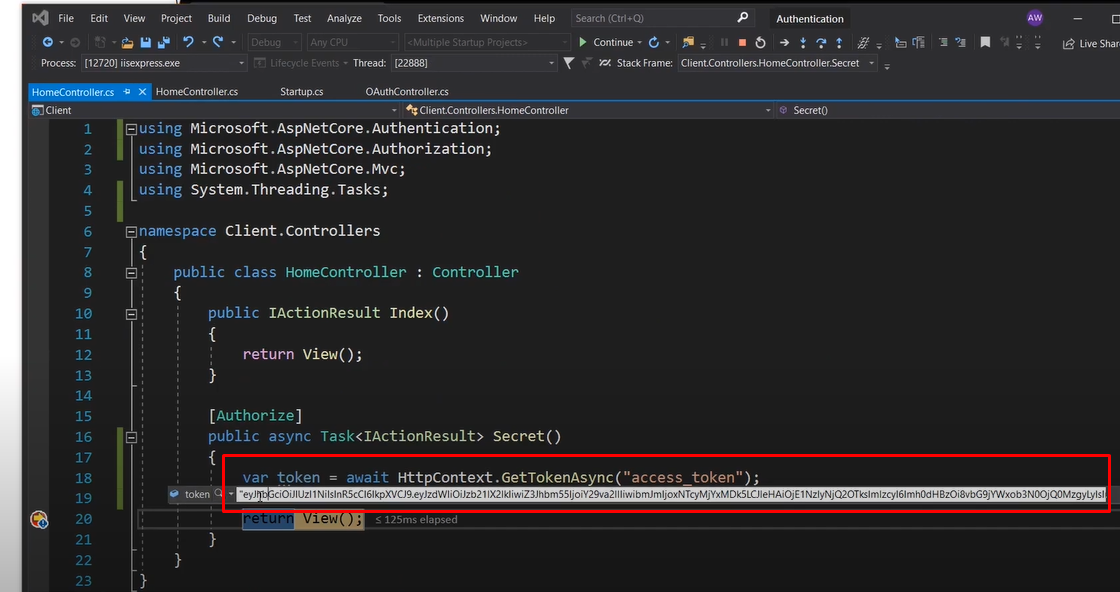 File Edit View Project Build Debug Test Analyze Tools Extensions Window Help Search (Ctrl+Q) Authentication AW
Debug Any CPU <Multiple Startup Projects> Continue Live Shar
Process: [12720] iisexpress.exe Lifecycle Events Thread: [22888] Stack Frame: Client.Controllers.HomeController.Secret
HomeController.cs HomeController.cs Startup.cs OAuthController.cs
Client Client.Controllers.HomeController Secret()
1 using Microsoft.AspNetCore.Authentication;
2 using Microsoft.AspNetCore.Authorization;
3 using Microsoft.AspNetCore.Mvc;
4 using System.Threading.Tasks;
5
6 namespace Client.Controllers
7 {
8 public class HomeController : Controller
9 {
10 public IActionResult Index()
11 {
12 return View();
13 }
14
15 [Authorize]
16 public async Task<IActionResult> Secret()
17 {
18 var token = await HttpContext.GetTokenAsync("access_token");
19 token
20 return View(); ≤ 125ms elapsed
21 }
22 }
23 }